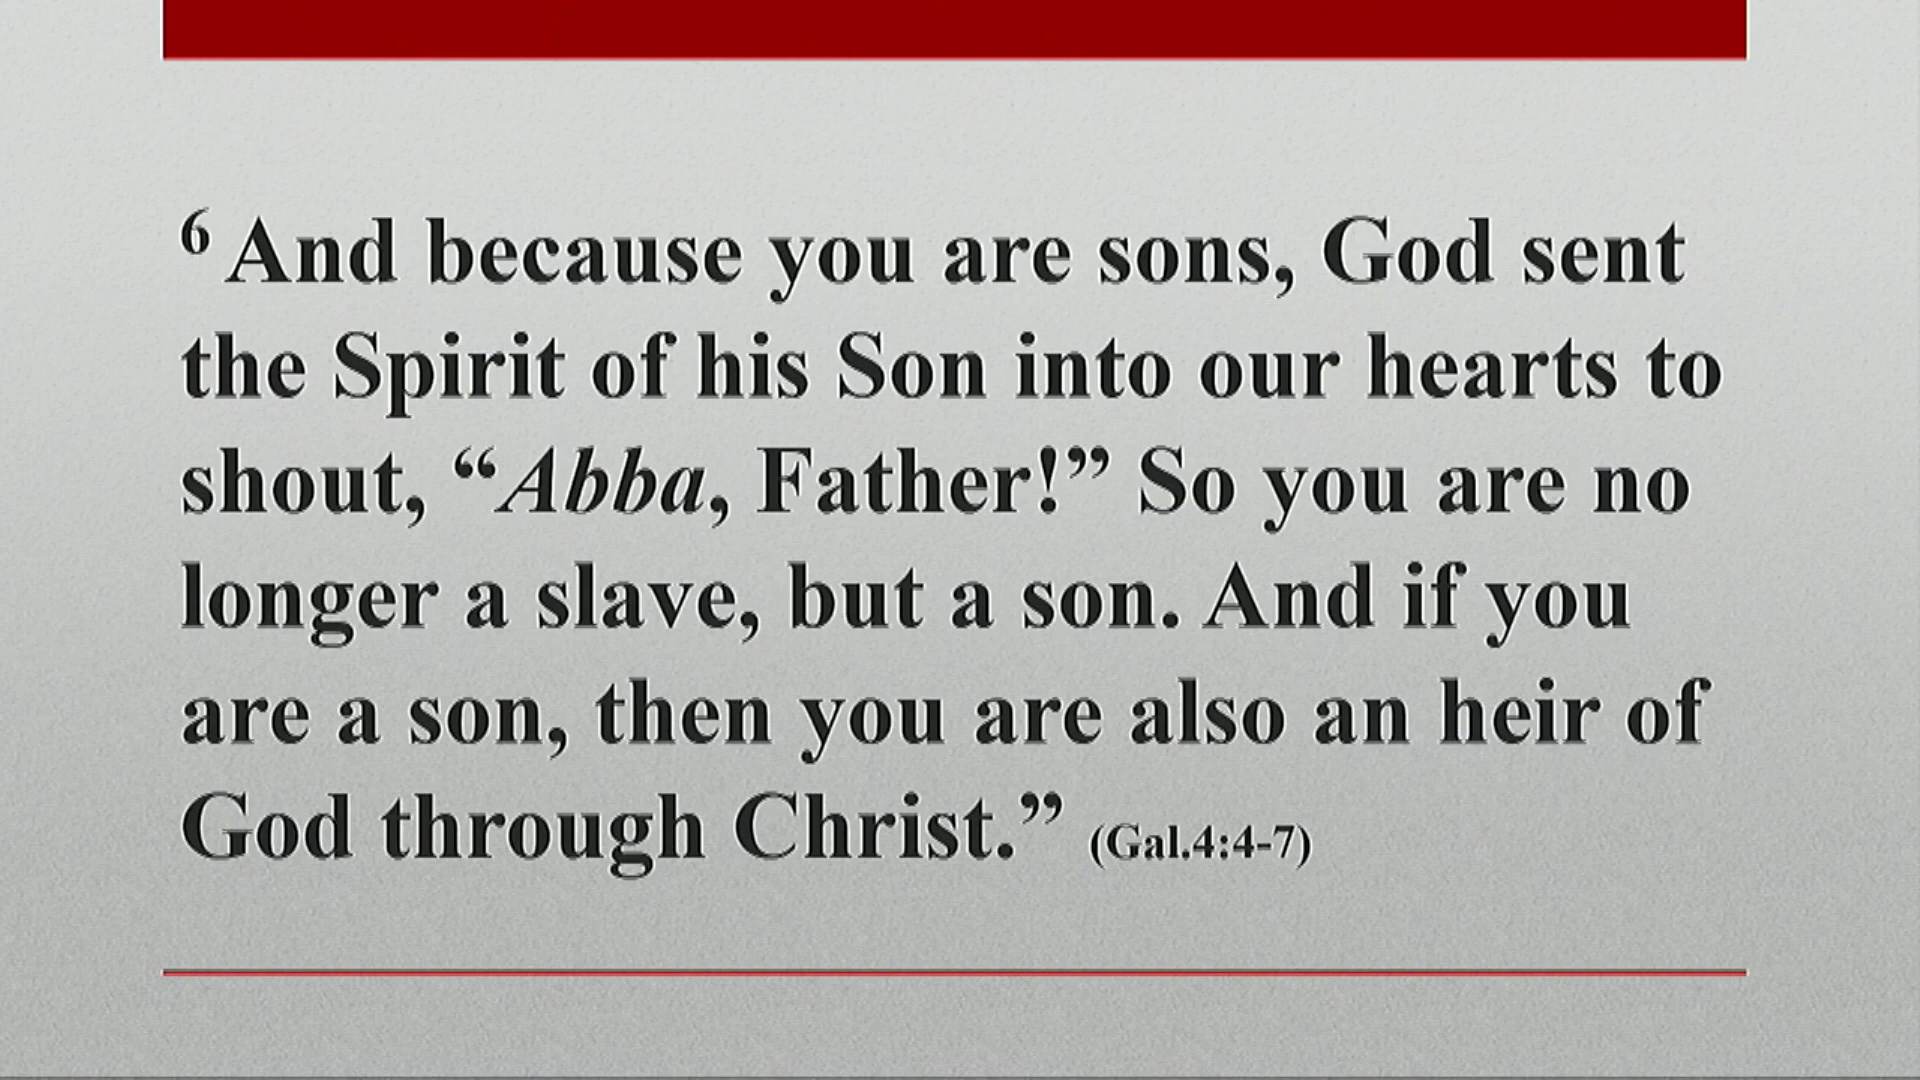 ⁶ And because you are sons, God sent
the Spirit of his Son into our hearts to
shout, “Abba, Father!” So you are no
longer a slave, but a son. And if you
are a son, then you are also an heir of
God through Christ.” (Gal.4:4-7)